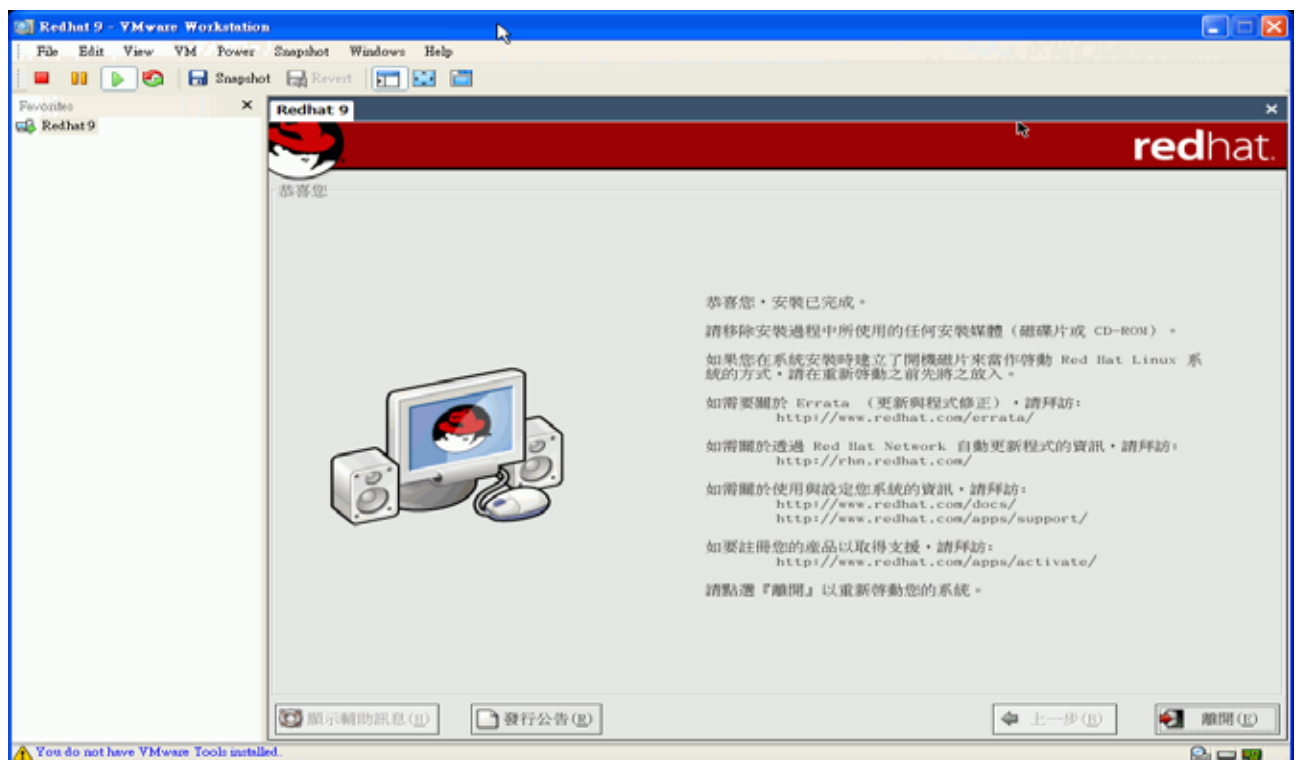 Redhat 9 - VMware Workstation
File Edit View VM Power Snapshot Windows Help
Snapshot Revert
Favorites
Redhat 9
Redhat 9
redhat.
恭喜您
恭喜您，安裝已完成。
請移除安裝過程中所使用的任何安裝媒體（磁碟片或 CD-ROM）。
如果您在系統安裝時建立了開機磁片來當作啓動 Red Hat Linux 系
統的方式，請在重新啓動之前先將之放入。
如需要關於 Errata （更新與程式修正），請拜訪:
http://www.redhat.com/errata/
如需關於透過 Red Hat Network 自動更新程式的資訊，請拜訪:
http://rhn.redhat.com/
如需關於使用與設定您系統的資訊，請拜訪:
http://www.redhat.com/docs/
http://www.redhat.com/apps/support/
如要註冊您的產品以取得支援，請拜訪:
http://www.redhat.com/apps/activate/
請點選『離開』以重新啓動您的系統。
顯示輔助訊息(H) 發行公告(R) 上一步(B) 離開(E)
You do not have VMware Tools installed.